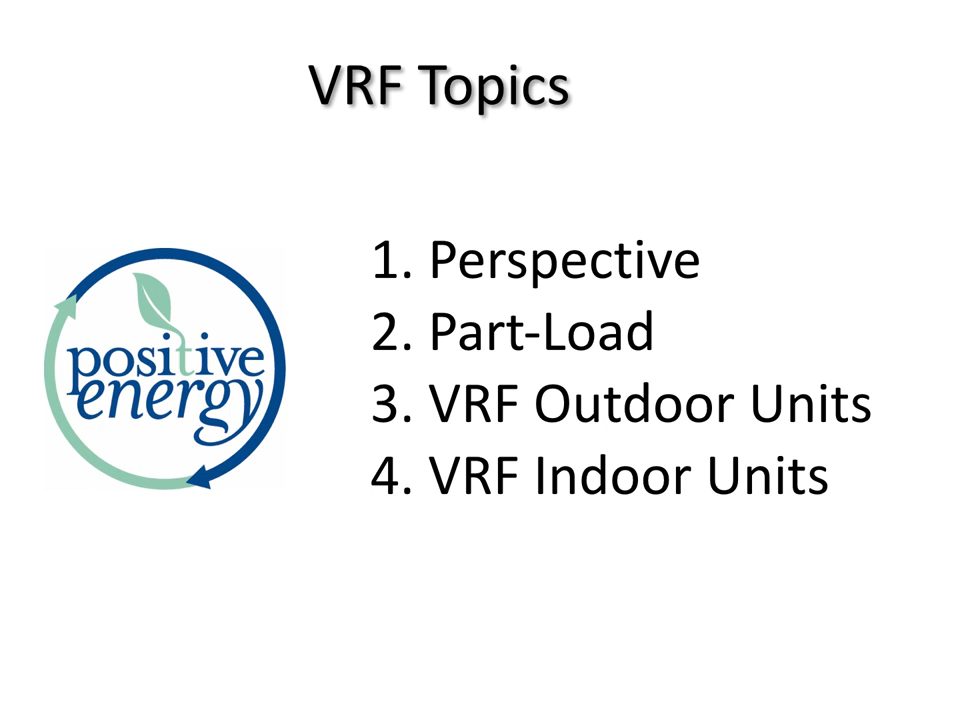 VRF Topics
positive
energy
1. Perspective
2. Part-Load
3. VRF Outdoor Units
4. VRF Indoor Units